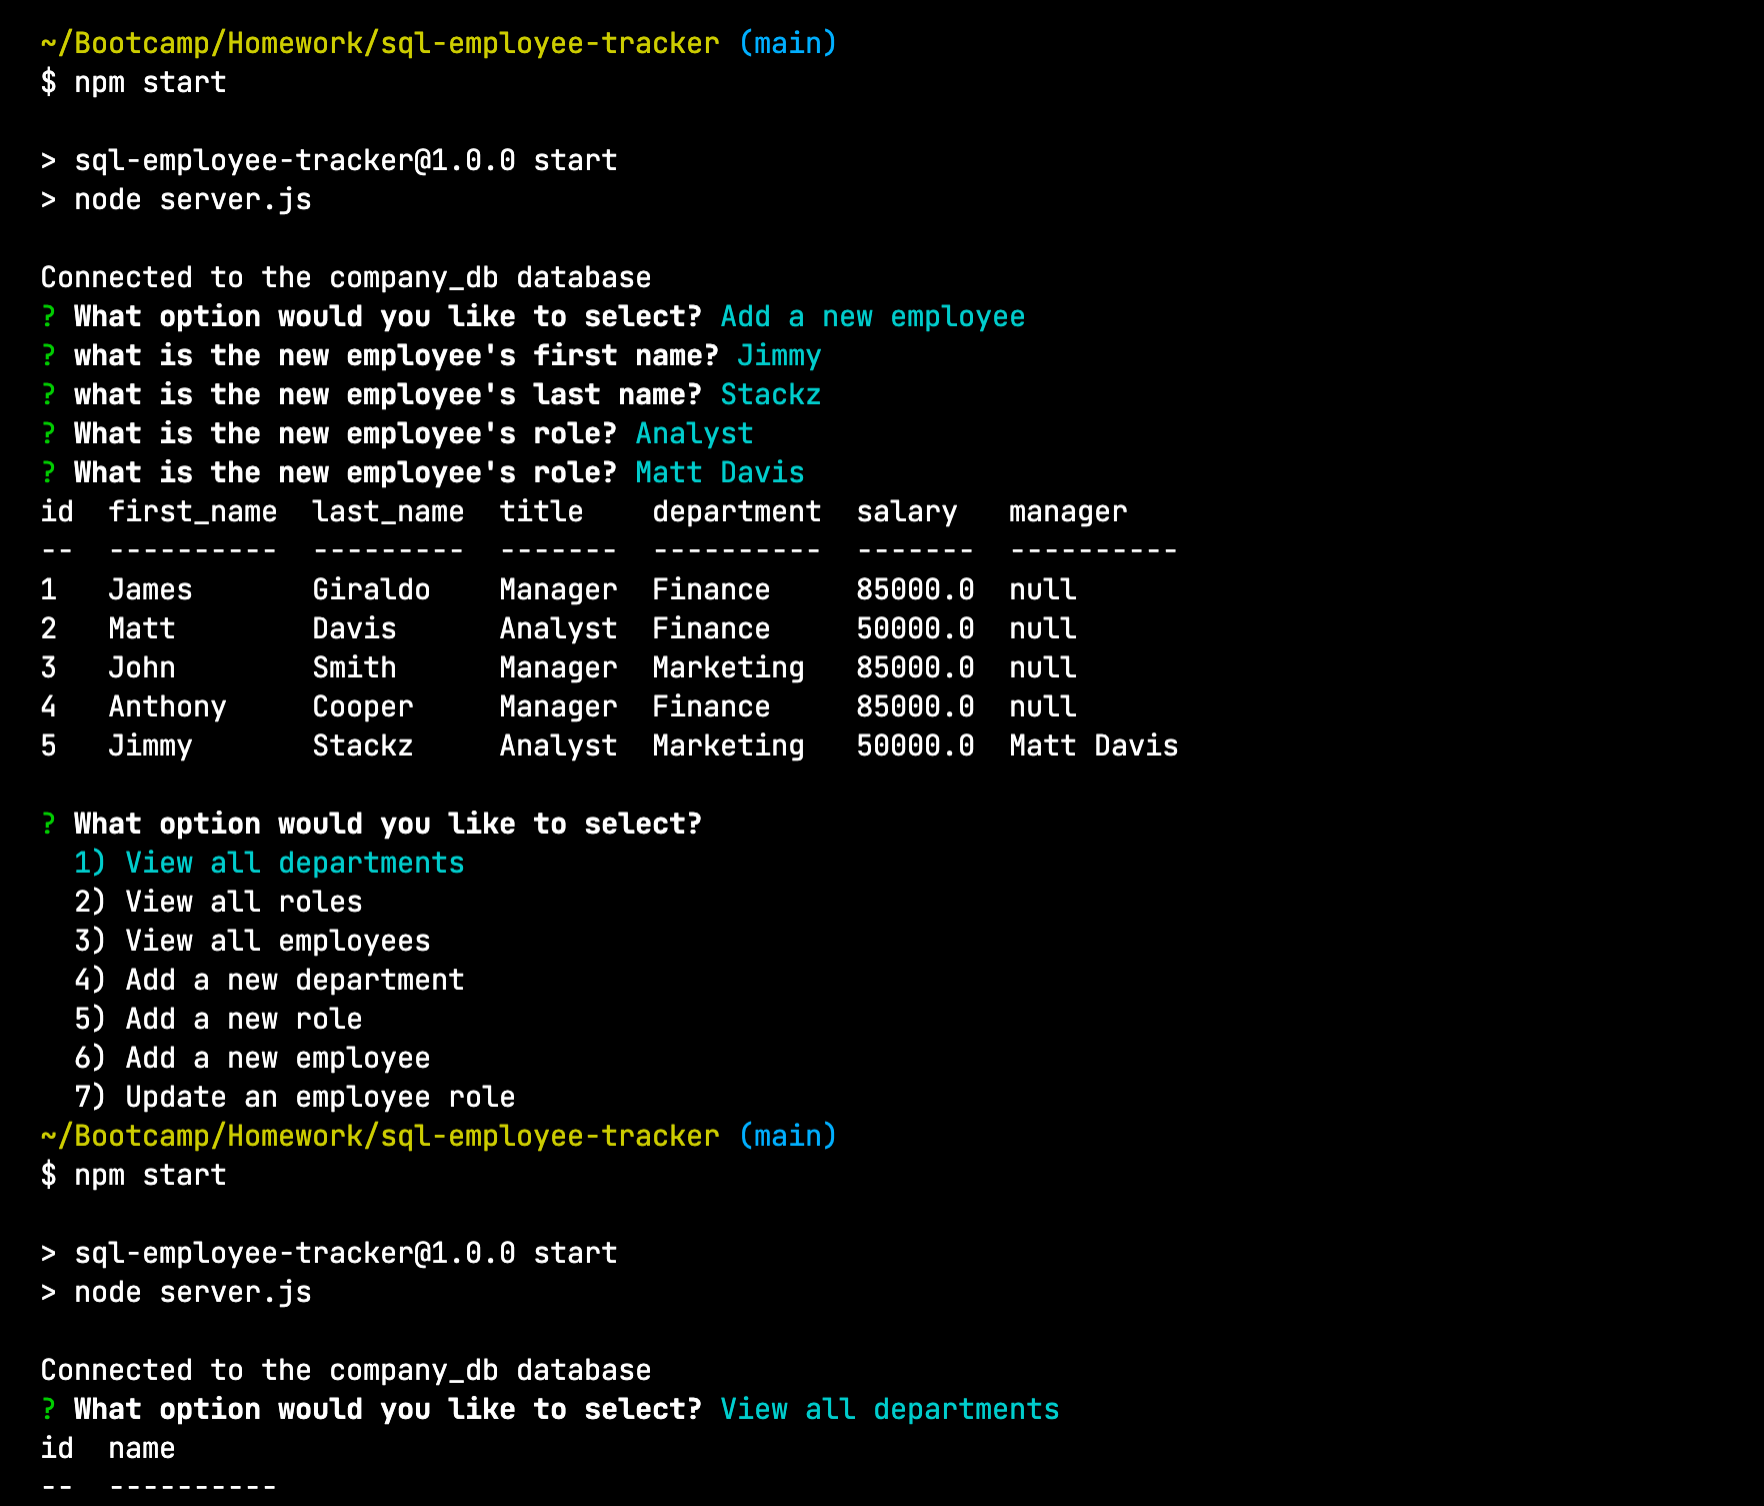 ~/Bootcamp/Homework/sql-employee-tracker (main)
$ npm start
> sql-employee-tracker@1.0.0 start
> node server.js
Connected to the company_db database
? What option would you like to select? Add a new employee
? what is the new employee's first name? Jimmy
? what is the new employee's last name? Stackz
? What is the new employee's role? Analyst
? What is the new employee's role? Matt Davis
id  first_name  last_name  title    department  salary   manager
--  ----------  ---------  -------  ----------  -------  ----------
1   James       Giraldo    Manager  Finance     85000.0  null
2   Matt        Davis      Analyst  Finance     50000.0  null
3   John        Smith      Manager  Marketing   85000.0  null
4   Anthony     Cooper     Manager  Finance     85000.0  null
5   Jimmy       Stackz     Analyst  Marketing   50000.0  Matt Davis
? What option would you like to select?
  1) View all departments
  2) View all roles
  3) View all employees
  4) Add a new department
  5) Add a new role
  6) Add a new employee
  7) Update an employee role
~/Bootcamp/Homework/sql-employee-tracker (main)
$ npm start
> sql-employee-tracker@1.0.0 start
> node server.js
Connected to the company_db database
? What option would you like to select? View all departments
id  name
--  ----------